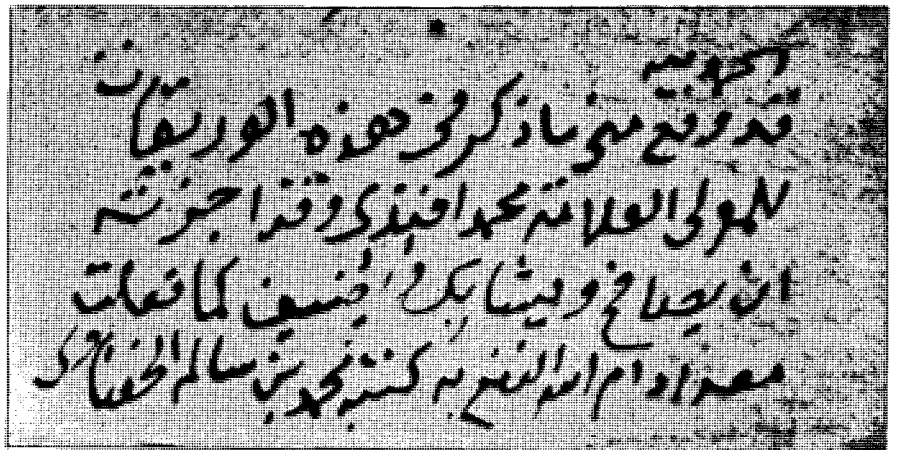 الحمد لله
قد وقع مني ما ذكر في هذه الوريقات
للمولى العلامة محمد افندي وقد اجزته
ان يصافح ويشابك ويضيف كما فعلت
معه ادام الله النفع به كتبه محمد بن سالم الحفناوي